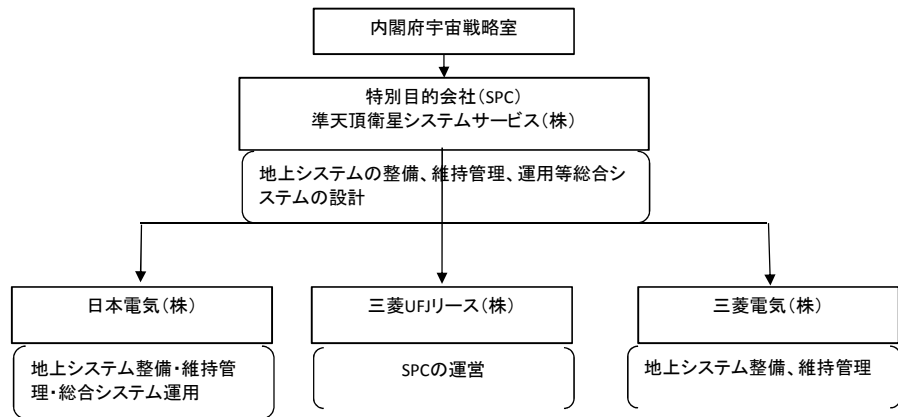 内閣府宇宙戦略室
特別目的会社(SPC)
準天頂衛星システムサービス(株)
地上システムの整備、維持管理、運用等総合シ
ステムの設計
日本電気(株)
三菱UFJリース(株)
三菱電気(株)
地上システム整備・維持管
理・総合システム運用
SPCの運営
地上システム整備、維持管理